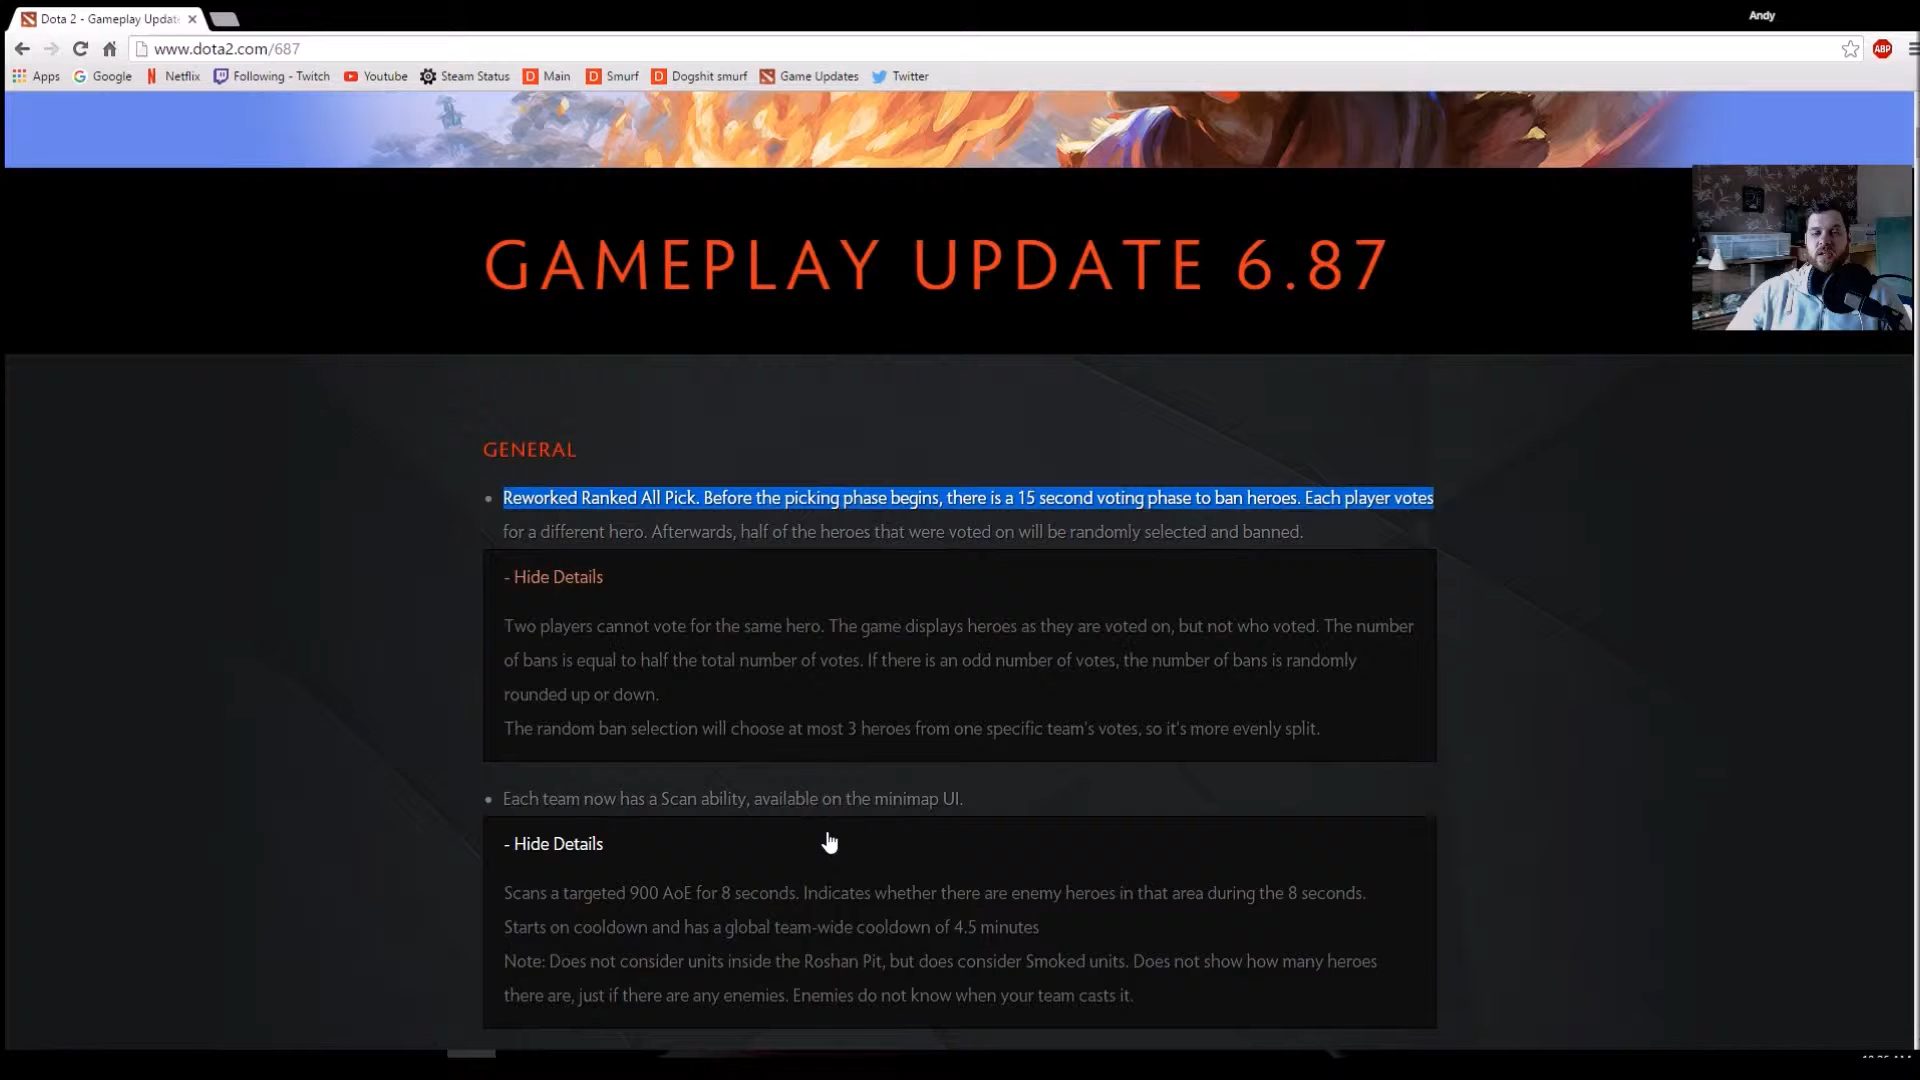 Dota 2 - Gameplay Updat
Andy
www.dota2.com/687
ABP
Apps
Google
Netflix
Following - Twitch
Youtube
Steam Status
Main
Smurf
Dogshit smurf
Game Updates
Twitter
GAMEPLAY UPDATE 6.87
GENERAL
Reworked Ranked All Pick. Before the picking phase begins, there is a 15 second voting phase to ban heroes. Each player votes
for a different hero. Afterwards, half of the heroes that were voted on will be randomly selected and banned.
- Hide Details
Two players cannot vote for the same hero. The game displays heroes as they are voted on, but not who voted. The number
of bans is equal to half the total number of votes. If there is an odd number of votes, the number of bans is randomly
rounded up or down.
The random ban selection will choose at most 3 heroes from one specific team's votes, so it's more evenly split.
Each team now has a Scan ability, available on the minimap UI.
- Hide Details
Scans a targeted 900 AoE for 8 seconds. Indicates whether there are enemy heroes in that area during the 8 seconds.
Starts on cooldown and has a global team-wide cooldown of 4.5 minutes
Note: Does not consider units inside the Roshan Pit, but does consider Smoked units. Does not show how many heroes
there are, just if there are any enemies. Enemies do not know when your team casts it.